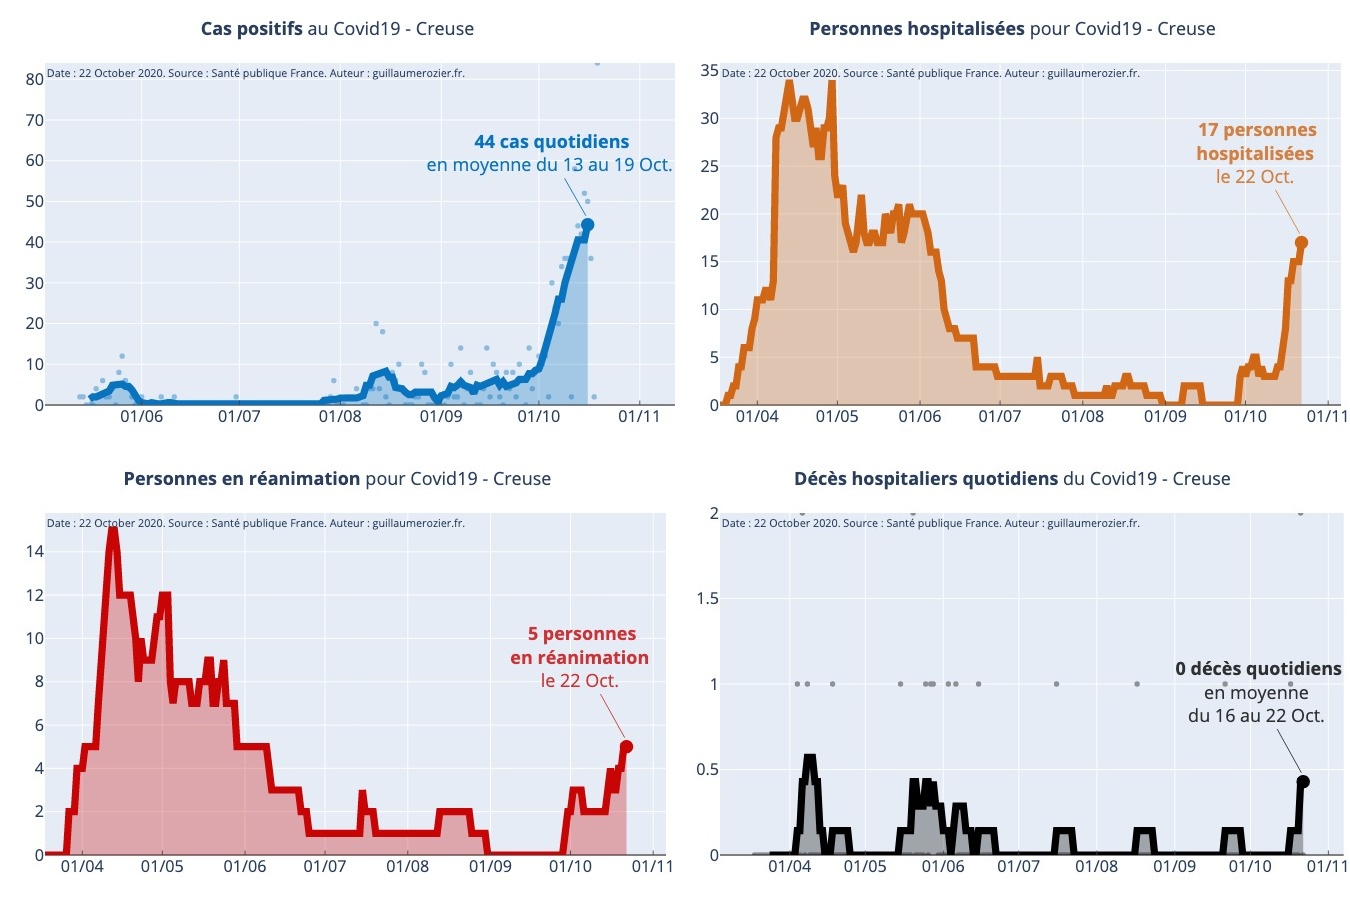 Cas positifs au Covid19 - Creuse
Date : 22 October 2020. Source : Santé publique France. Auteur : guillaumerozier.fr.
80
70
60
50
40
30
20
10
0
44 cas quotidiens
en moyenne du 13 au 19 Oct.
01/06 01/07 01/08 01/09 01/10 01/11
Personnes hospitalisées pour Covid19 - Creuse
Date : 22 October 2020. Source : Santé publique France. Auteur : guillaumerozier.fr.
35
30
25
20
15
10
5
0
17 personnes
hospitalisées
le 22 Oct.
01/04 01/05 01/06 01/07 01/08 01/09 01/10 01/11
Personnes en réanimation pour Covid19 - Creuse
Date : 22 October 2020. Source : Santé publique France. Auteur : guillaumerozier.fr.
14
12
10
8
6
4
2
0
5 personnes
en réanimation
le 22 Oct.
01/04 01/05 01/06 01/07 01/08 01/09 01/10 01/11
Décès hospitaliers quotidiens du Covid19 - Creuse
Date : 22 October 2020. Source : Santé publique France. Auteur : guillaumerozier.fr.
2
1.5
1
0.5
0
0 décès quotidiens
en moyenne
du 16 au 22 Oct.
01/04 01/05 01/06 01/07 01/08 01/09 01/10 01/11